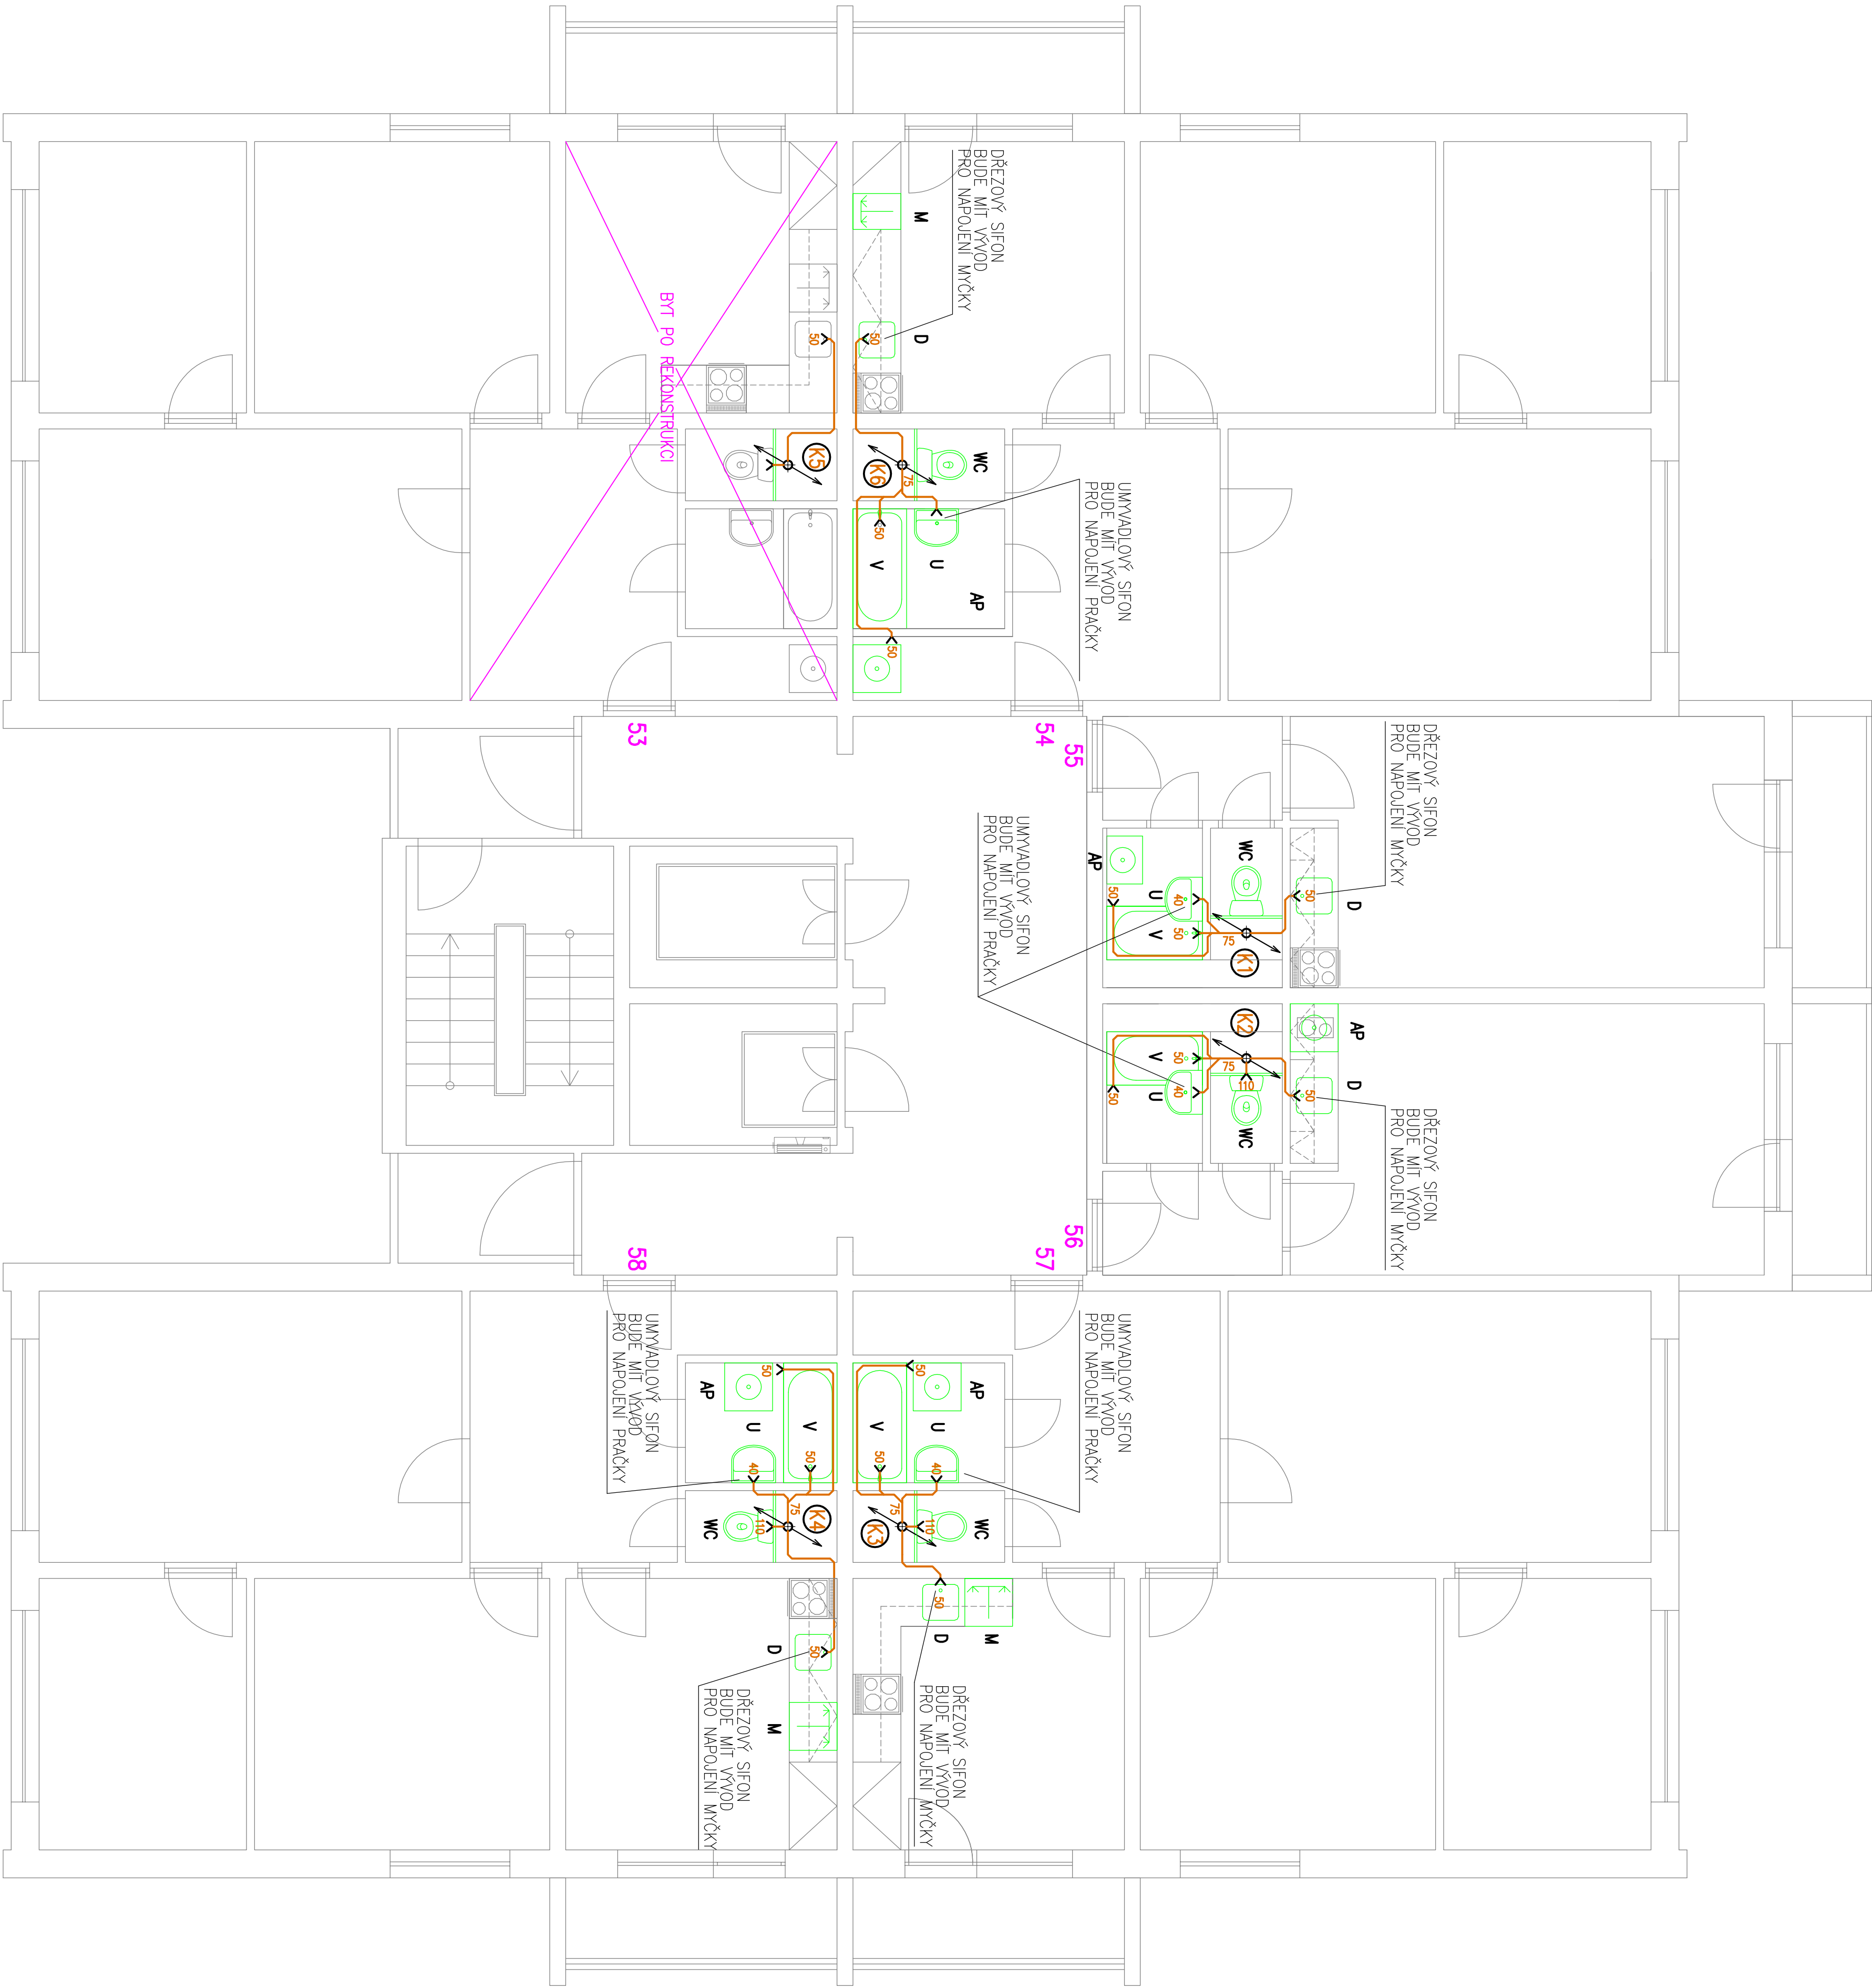 DŘEZOVÝ SIFON
BUDE MÍT VÝVOD
PRO NAPOJENÍ MYČKY
M
D
50
50
BYT PO REKONSTRUKCI
K5
K6
75
WC
50
U
V
AP
50
UMYVADLOVÝ SIFON
BUDE MÍT VÝVOD
PRO NAPOJENÍ PRAČKY
53
54
55
DŘEZOVÝ SIFON
BUDE MÍT VÝVOD
PRO NAPOJENÍ MYČKY
UMYVADLOVÝ SIFON
BUDE MÍT VÝVOD
PRO NAPOJENÍ PRAČKY
AP
WC
50
U
40
50
D
V
50
75
K1
K2
AP
V
50
75
110
D
50
50
U
40
WC
DŘEZOVÝ SIFON
BUDE MÍT VÝVOD
PRO NAPOJENÍ MYČKY
56
57
58
UMYVADLOVÝ SIFON
BUDE MÍT VÝVOD
PRO NAPOJENÍ PRAČKY
UMYVADLOVÝ SIFON
BUDE MÍT VÝVOD
PRO NAPOJENÍ PRAČKY
50
AP
U
V
50
40
75
K4
110
WC
50
AP
U
V
50
40
75
K3
110
WC
50
D
M
50
D
M
DŘEZOVÝ SIFON
BUDE MÍT VÝVOD
PRO NAPOJENÍ MYČKY
DŘEZOVÝ SIFON
BUDE MÍT VÝVOD
PRO NAPOJENÍ MYČKY